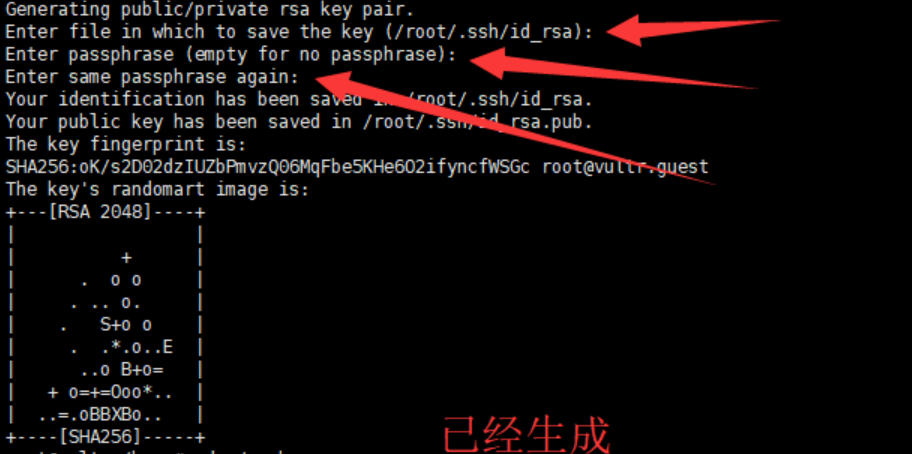 Generating public/private rsa key pair.
Enter file in which to save the key (/root/.ssh/id_rsa):
Enter passphrase (empty for no passphrase):
Enter same passphrase again:
Your identification has been saved in /root/.ssh/id_rsa.
Your public key has been saved in /root/.ssh/id_rsa.pub.
The key fingerprint is:
SHA256:oK/s2D02dzIUZbPmvzQ06MqFbe5KHe6O2ifyncfWSGc root@vultr.guest
The key's randomart image is:
+---[RSA 2048]----+
|                 |
|          +      |
|      .  o o     |
|     . .. o.     |
|    .   S+o o    |
|     .  .*.o..E  |
|      ..o B+o=   |
|   + o=+=Ooo*..  |
|  ..=.oBBXBo..   |
+----[SHA256]-----+
已经生成